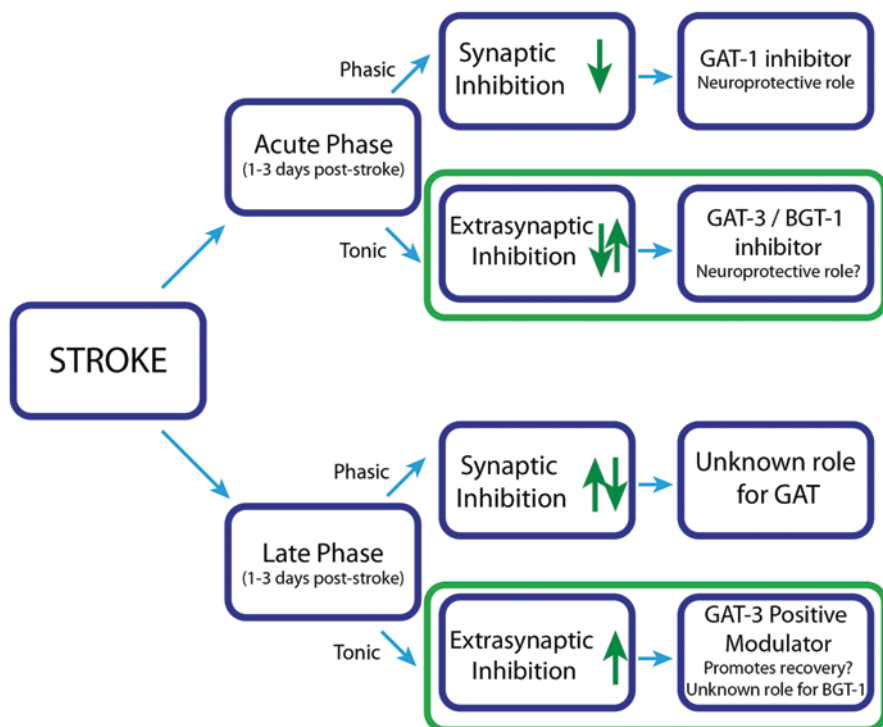 STROKE
Acute Phase
(1-3 days post-stroke)
Phasic
Synaptic
Inhibition
GAT-1 inhibitor
Neuroprotective role
Tonic
Extrasynaptic
Inhibition
GAT-3 / BGT-1
inhibitor
Neuroprotective role?
Late Phase
(1-3 days post-stroke)
Phasic
Synaptic
Inhibition
Unknown role
for GAT
Tonic
Extrasynaptic
Inhibition
GAT-3 Positive
Modulator
Promotes recovery?
Unknown role for BGT-1